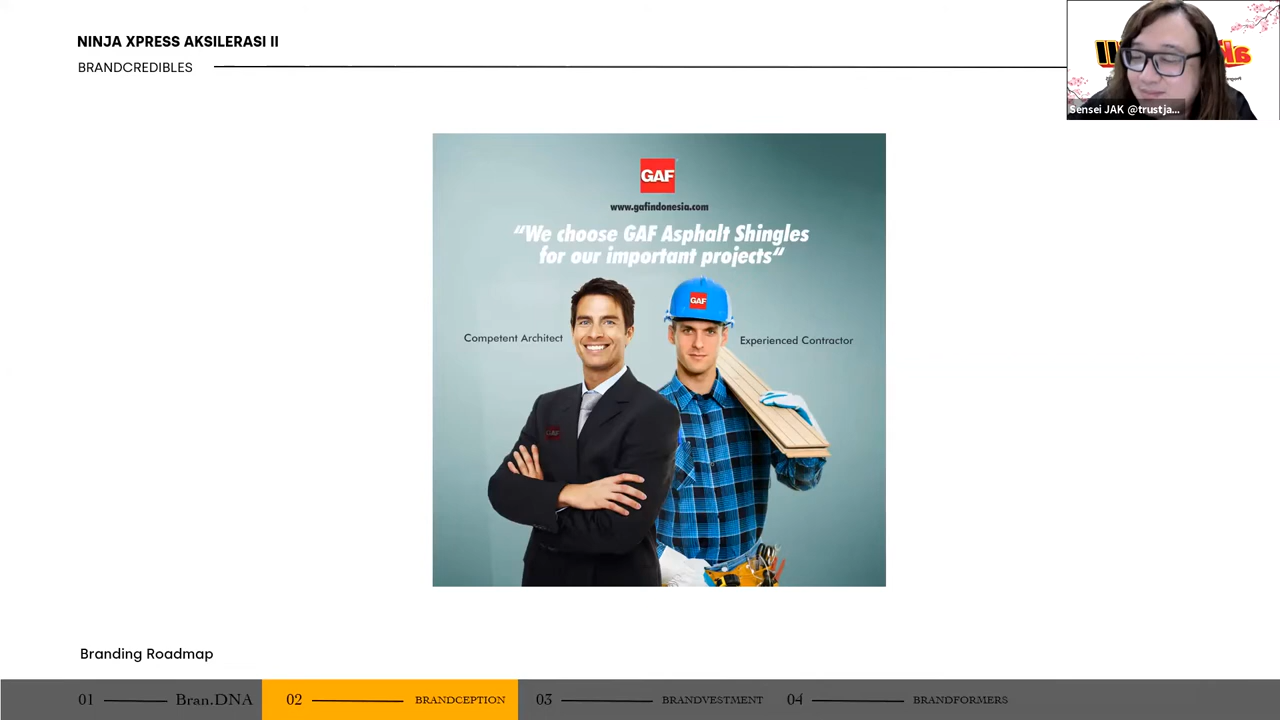 NINJA XPRESS AKSILERASI II
BRANDCREDIBLES
Sensei JAK @trustja...
GAF
www.gafindonesia.com
“We choose GAF Asphalt Shingles
for our important projects“
GAF
Competent Architect
Experienced Contractor
GAF
Branding Roadmap
01 Bran.DNA 02 BRANDCEPTION 03 BRANDVESTMENT 04 BRANDFORMERS